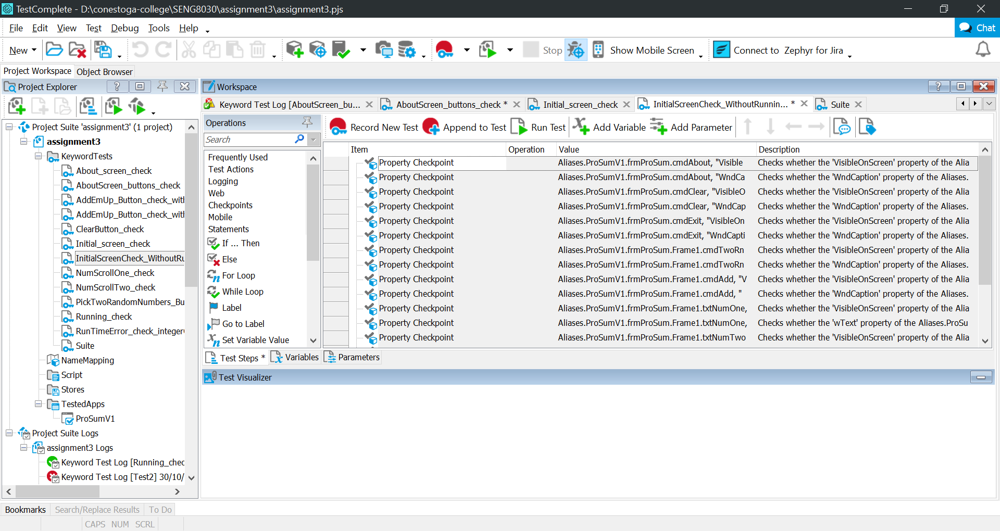 TestComplete - D:\conestoga-college\SENG8030\assignment3\assignment3.pjs
File Edit View Test Debug Tools Help
Chat
New
Stop
Show Mobile Screen
Connect to Zephyr for Jira
Project Workspace
Object Browser
Project Explorer
Workspace
Keyword Test Log [AboutScreen_bu...
AboutScreen_buttons_check *
Initial_screen_check
InitialScreenCheck_WithoutRunnin... *
Suite
Operations
Record New Test
Append to Test
Run Test
Add Variable
Add Parameter
Search
Project Suite 'assignment3' (1 project)
assignment3
KeywordTests
About_screen_check
AboutScreen_buttons_check
AddEmUp_Button_check_with
AddEmUp_Button_check_with
ClearButton_check
Initial_screen_check
InitialScreenCheck_WithoutRu
NumScrollOne_check
NumScrollTwo_check
PickTwoRandomNumbers_Bu
Running_check
RunTimeError_check_integer
Suite
NameMapping
Script
Stores
TestedApps
ProSumV1
Project Suite Logs
assignment3 Logs
Keyword Test Log [Running_chec
Keyword Test Log [Test2] 30/10/
Frequently Used
Test Actions
Logging
Web
Checkpoints
Mobile
Statements
If ... Then
Else
For Loop
While Loop
Label
Go to Label
Set Variable Value
Item Operation Value Description
Property Checkpoint Aliases.ProSumV1.frmProSum.cmdAbout, "Visible Checks whether the 'VisibleOnScreen' property of the Alia
Property Checkpoint Aliases.ProSumV1.frmProSum.cmdAbout, "WndCa Checks whether the 'WndCaption' property of the Aliases.
Property Checkpoint Aliases.ProSumV1.frmProSum.cmdClear, "VisibleO Checks whether the 'VisibleOnScreen' property of the Alia
Property Checkpoint Aliases.ProSumV1.frmProSum.cmdClear, "WndCap Checks whether the 'WndCaption' property of the Aliases.
Property Checkpoint Aliases.ProSumV1.frmProSum.cmdExit, "VisibleOn Checks whether the 'VisibleOnScreen' property of the Alia
Property Checkpoint Aliases.ProSumV1.frmProSum.cmdExit, "WndCapti Checks whether the 'WndCaption' property of the Aliases.
Property Checkpoint Aliases.ProSumV1.frmProSum.Frame1.cmdTwoRn Checks whether the 'VisibleOnScreen' property of the Alia
Property Checkpoint Aliases.ProSumV1.frmProSum.Frame1.cmdTwoRn Checks whether the 'WndCaption' property of the Aliases.
Property Checkpoint Aliases.ProSumV1.frmProSum.Frame1.cmdAdd, "V Checks whether the 'VisibleOnScreen' property of the Alia
Property Checkpoint Aliases.ProSumV1.frmProSum.Frame1.cmdAdd, " Checks whether the 'WndCaption' property of the Aliases.
Property Checkpoint Aliases.ProSumV1.frmProSum.Frame1.txtNumOne, Checks whether the 'VisibleOnScreen' property of the Alia
Property Checkpoint Aliases.ProSumV1.frmProSum.Frame1.txtNumOne, Checks whether the 'wText' property of the Aliases.ProSu
Property Checkpoint Aliases.ProSumV1.frmProSum.Frame1.txtNumTwo Checks whether the 'VisibleOnScreen' property of the Alia
Test Steps *
Variables
Parameters
Test Visualizer
Bookmarks
Search/Replace Results
To Do
CAPS NUM SCRL